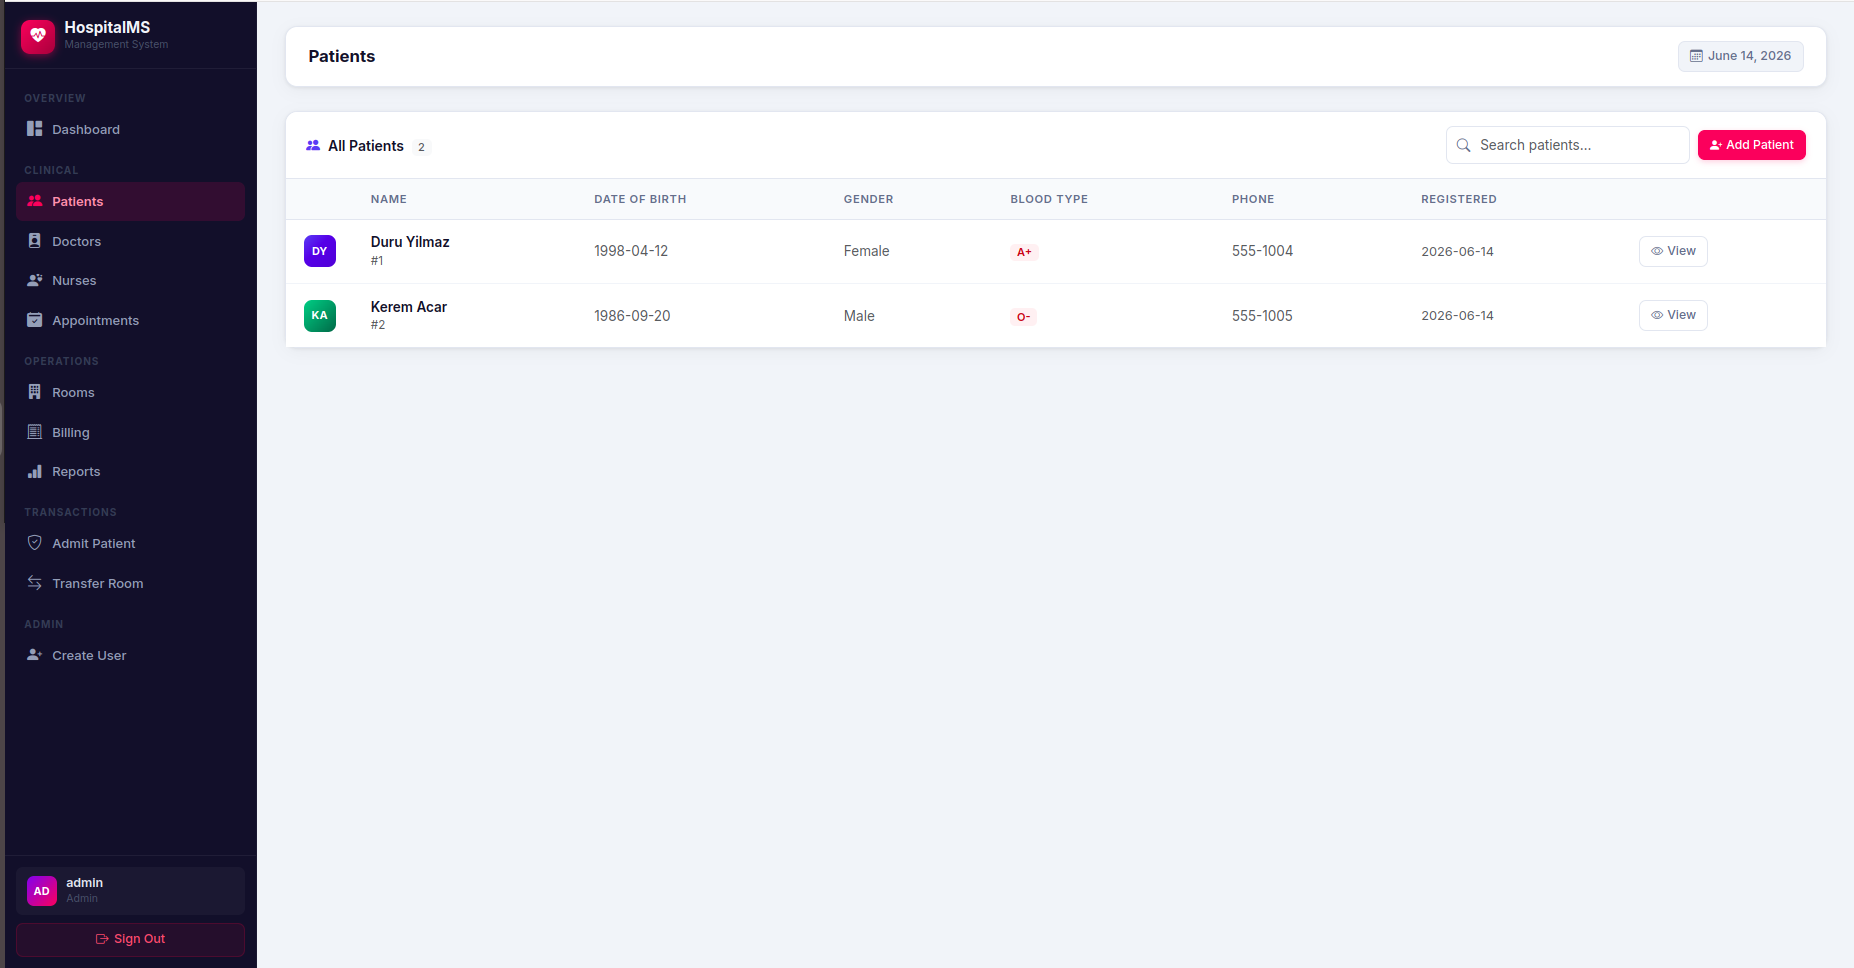 HospitalMS
Management System
OVERVIEW
Dashboard
CLINICAL
Patients
Doctors
Nurses
Appointments
OPERATIONS
Rooms
Billing
Reports
TRANSACTIONS
Admit Patient
Transfer Room
ADMIN
Create User
AD
admin
Admin
Sign Out
Patients
June 14, 2026
All Patients 2
Search patients...
Add Patient
NAME DATE OF BIRTH GENDER BLOOD TYPE PHONE REGISTERED
DY Duru Yilmaz 1998-04-12 Female A+ 555-1004 2026-06-14 View
#1
KA Kerem Acar 1986-09-20 Male O- 555-1005 2026-06-14 View
#2